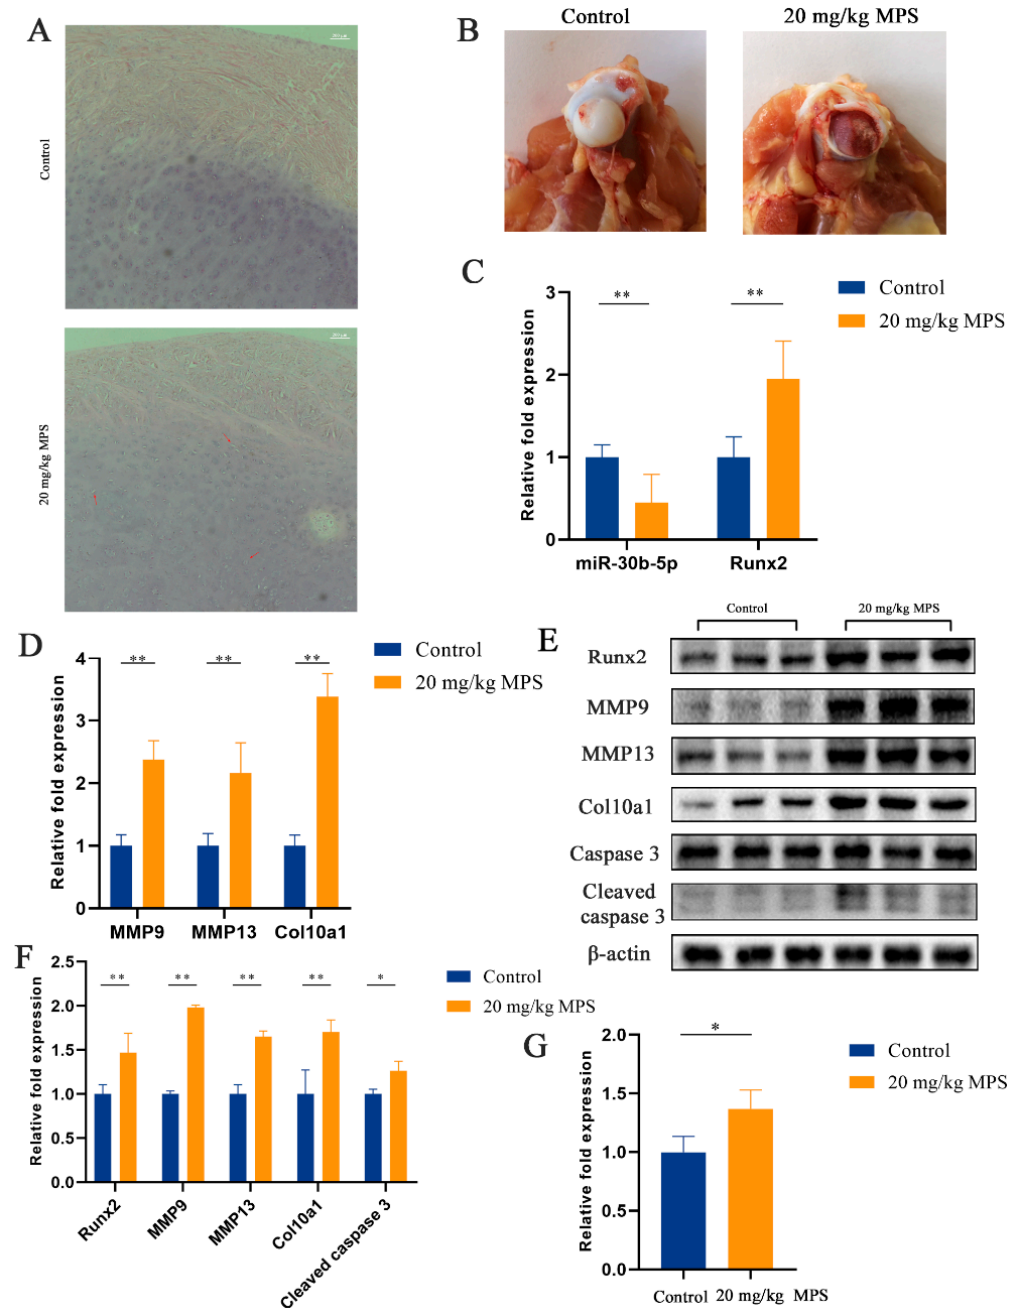 A
Control
20 mg/kg MPS
B
Control
20 mg/kg MPS
C
Relative fold expression
3
2
1
0
**
**
miR-30b-5p
Runx2
Control
20 mg/kg MPS
D
Relative fold expression
4
3
2
1
0
**
**
**
MMP9
MMP13
Col10a1
Control
20 mg/kg MPS
E
Control
20 mg/kg MPS
Runx2
MMP9
MMP13
Col10a1
Caspase 3
Cleaved
caspase 3
β-actin
F
Relative fold expression
2.5
2.0
1.5
1.0
0.5
0.0
**
**
**
**
*
Runx2
MMP9
MMP13
Col10a1
Cleaved caspase 3
Control
20 mg/kg MPS
G
Relative fold expression
2.0
1.5
1.0
0.5
0.0
*
Control
20 mg/kg MPS
Control
20 mg/kg MPS